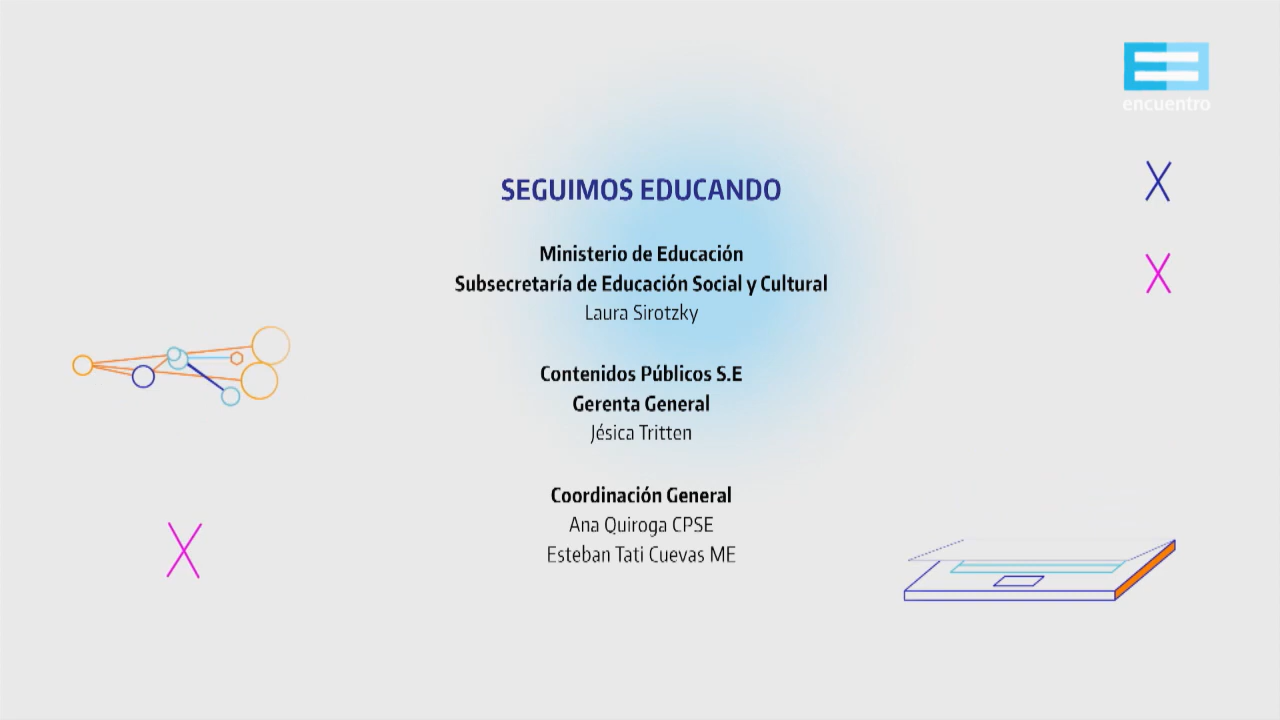 encuentro
SEGUIMOS EDUCANDO
Ministerio de Educación
Subsecretaría de Educación Social y Cultural
Laura Sirotzky
Contenidos Públicos S.E
Gerenta General
Jésica Tritten
Coordinación General
Ana Quiroga CPSE
Esteban Tati Cuevas ME